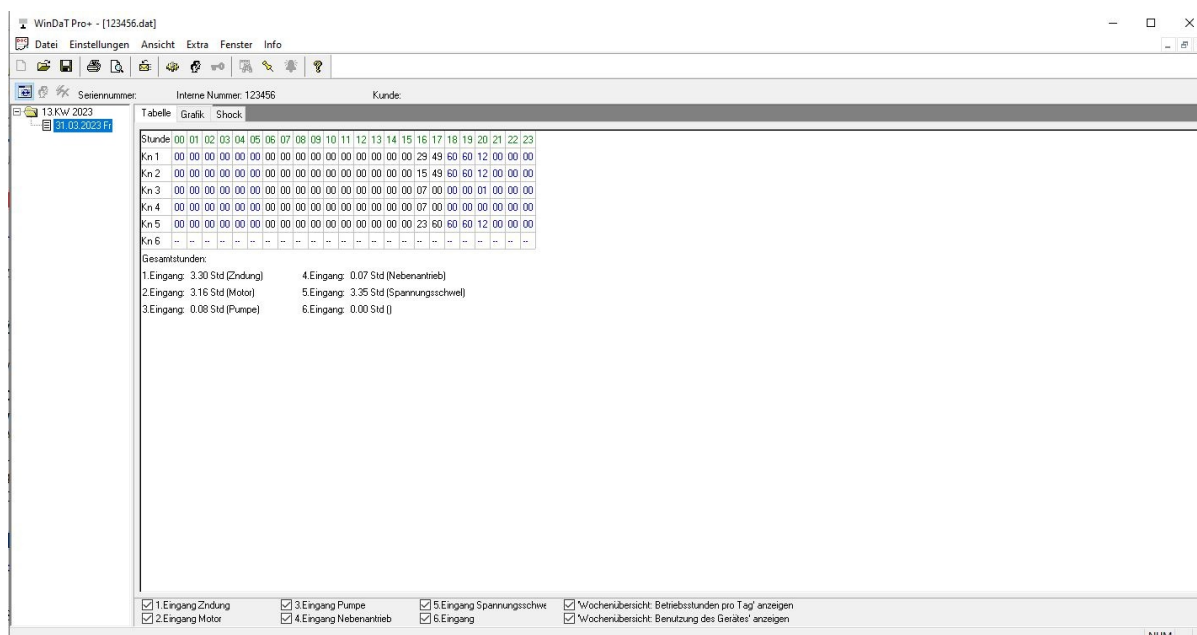 WinDaT Pro+ - [123456.dat]
Datei Einstellungen Ansicht Extra Fenster Info
Seriennummer: Interne Nummer: 123456 Kunde:
13.KW 2023
31.03.2023 Fr
Tabelle Grafik Shock
Stunde 00 01 02 03 04 05 06 07 08 09 10 11 12 13 14 15 16 17 18 19 20 21 22 23
Kn 1 00 00 00 00 00 00 00 00 00 00 00 00 00 00 00 00 29 49 60 60 12 00 00 00
Kn 2 00 00 00 00 00 00 00 00 00 00 00 00 00 00 00 00 15 49 60 60 12 00 00 00
Kn 3 00 00 00 00 00 00 00 00 00 00 00 00 00 00 00 00 07 00 00 00 01 00 00 00
Kn 4 00 00 00 00 00 00 00 00 00 00 00 00 00 00 00 00 07 00 00 00 00 00 00 00
Kn 5 00 00 00 00 00 00 00 00 00 00 00 00 00 00 00 00 23 60 60 60 12 00 00 00
Kn 6 -- -- -- -- -- -- -- -- -- -- -- -- -- -- -- -- -- -- -- -- -- -- -- --
Gesamtstunden:
1.Eingang: 3.30 Std (Zndung) 4.Eingang: 0.07 Std (Nebenantrieb)
2.Eingang: 3.16 Std (Motor) 5.Eingang: 3.35 Std (Spannungsschwel)
3.Eingang: 0.08 Std (Pumpe) 6.Eingang: 0.00 Std ()
1.Eingang Zndung 3.Eingang Pumpe 5.Eingang Spannungsschwe 'Wochenübersicht: Betriebsstunden pro Tag' anzeigen
2.Eingang Motor 4.Eingang Nebenantrieb 6.Eingang 'Wochenübersicht: Benutzung des Gerätes' anzeigen
NUM